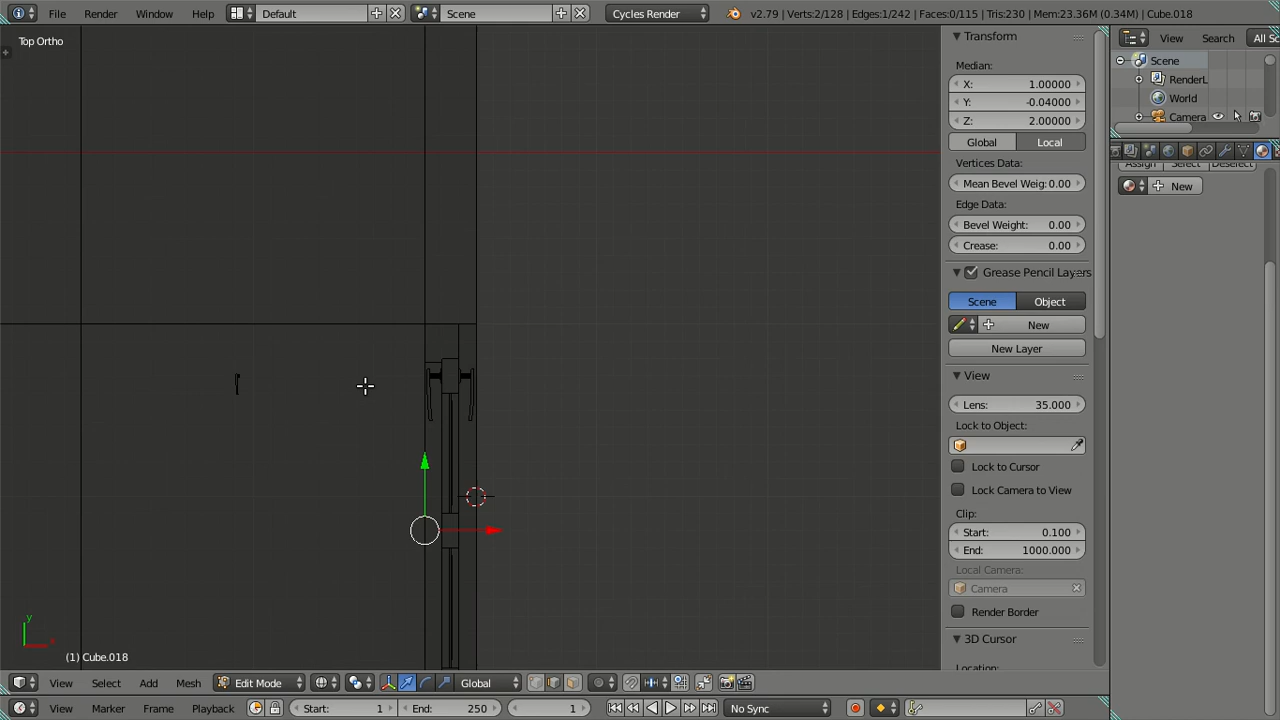 File Render Window Help Default Scene Cycles Render v2.79 | Verts:2/128 | Edges:1/242 | Faces:0/115 | Tris:230 | Mem:23.36M (0.34M) | Cube.018
Top Ortho
Transform
Median:
X: 1.00000
Y: -0.04000
Z: 2.00000
Global Local
Vertices Data:
Mean Bevel Weig: 0.00
Edge Data:
Bevel Weight: 0.00
Crease: 0.00
Grease Pencil Layers
Scene Object
New
New Layer
View
Lens: 35.000
Lock to Object:
Lock to Cursor
Lock Camera to View
Clip:
Start: 0.100
End: 1000.000
Local Camera:
Camera
Render Border
3D Cursor
Location:
View Search All Sc
Scene
RenderL
World
Camera
Assign Select Deselect
New
y
x
(1) Cube.018
View Select Add Mesh Edit Mode Global
View Marker Frame Playback Start: 1 End: 250 1 No Sync